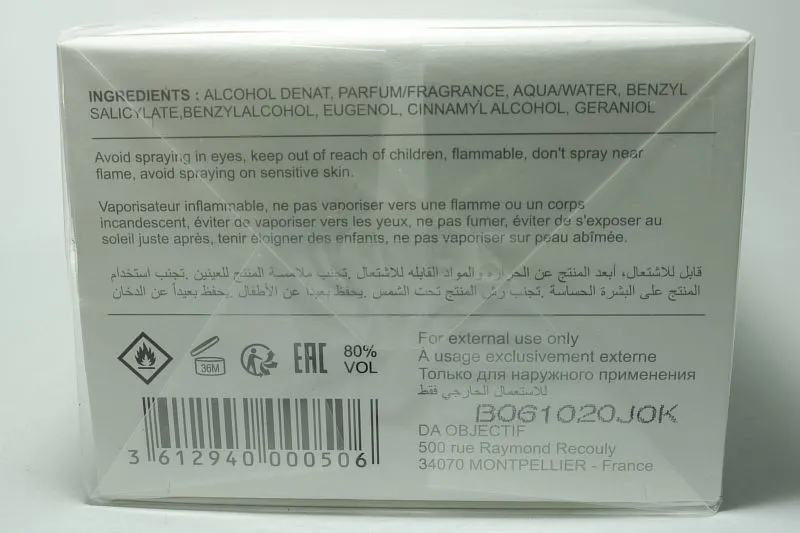 INGREDIENTS : ALCOHOL DENAT, PARFUM/FRAGRANCE, AQUA/WATER, BENZYL
SALICYLATE,BENZYLALCOHOL, EUGENOL, CINNAMYL ALCOHOL, GERANIOL
Avoid spraying in eyes, keep out of reach of children, flammable, don't spray near
flame, avoid spraying on sensitive skin.
Vaporisateur inflammable, ne pas vaporiser vers une flamme ou un corps
incandescent, éviter de vaporiser vers les yeux, ne pas fumer, éviter de s'exposer au
soleil juste après, tenir éloigner des enfants, ne pas vaporiser sur peau abîmée.
قابل للاشتعال، أبعد المنتج عن الحراره والمواد القابله للاشتعال .تجنب ملامسة المنتج للعينين .تجنب استخدام
المنتج على البشرة الحساسة .تجنب رش المنتج تحت الشمس .يحفظ بعيدا عن الأطفال .يحفظ بعيداً عن الدخان
36M
EAC
80%
VOL
3 612940 000506
For external use only
A usage exclusivement externe
Только для наружного применения
للاستعمال الخارجي فقط
B061020JOK
DA OBJECTIF
500 rue Raymond Recouly
34070 MONTPELLIER - France